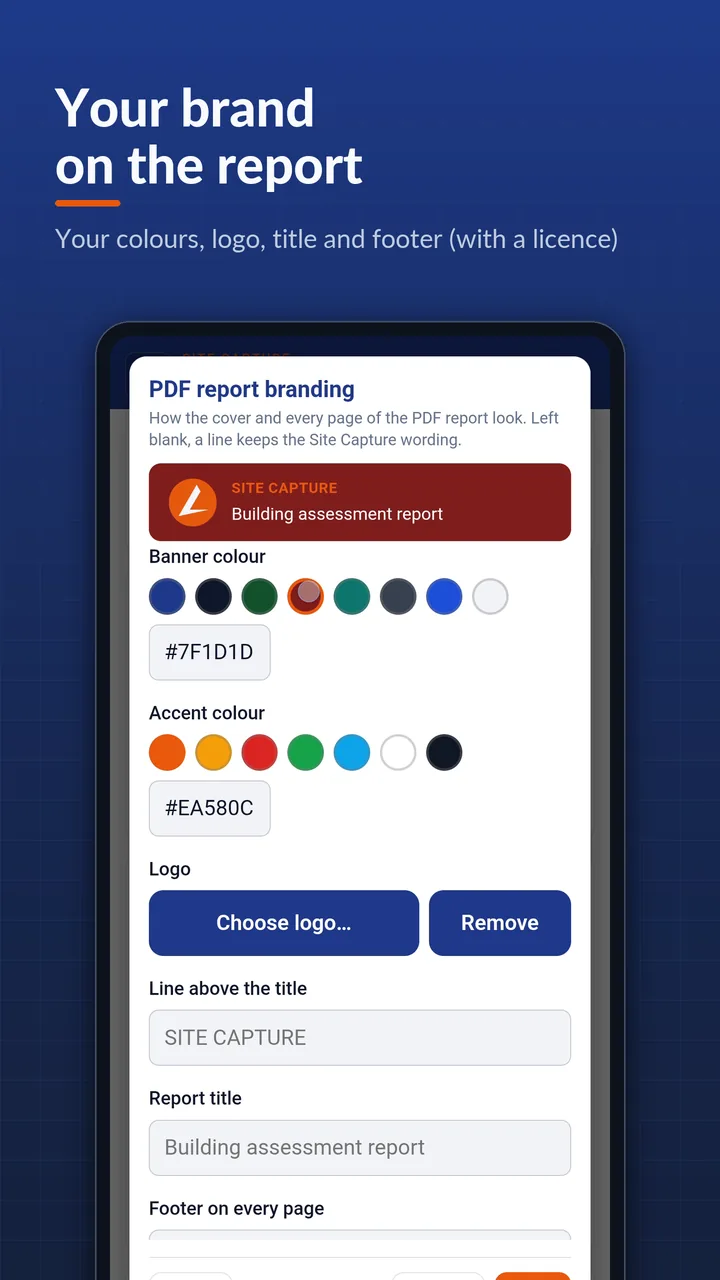 Your brand
on the report
Your colours, logo, title and footer (with a licence)
PDF report branding
How the cover and every page of the PDF report look. Left
blank, a line keeps the Site Capture wording.
SITE CAPTURE
Building assessment report
Banner colour
#7F1D1D
Accent colour
#EA580C
Logo
Choose logo…
Remove
Line above the title
SITE CAPTURE
Report title
Building assessment report
Footer on every page